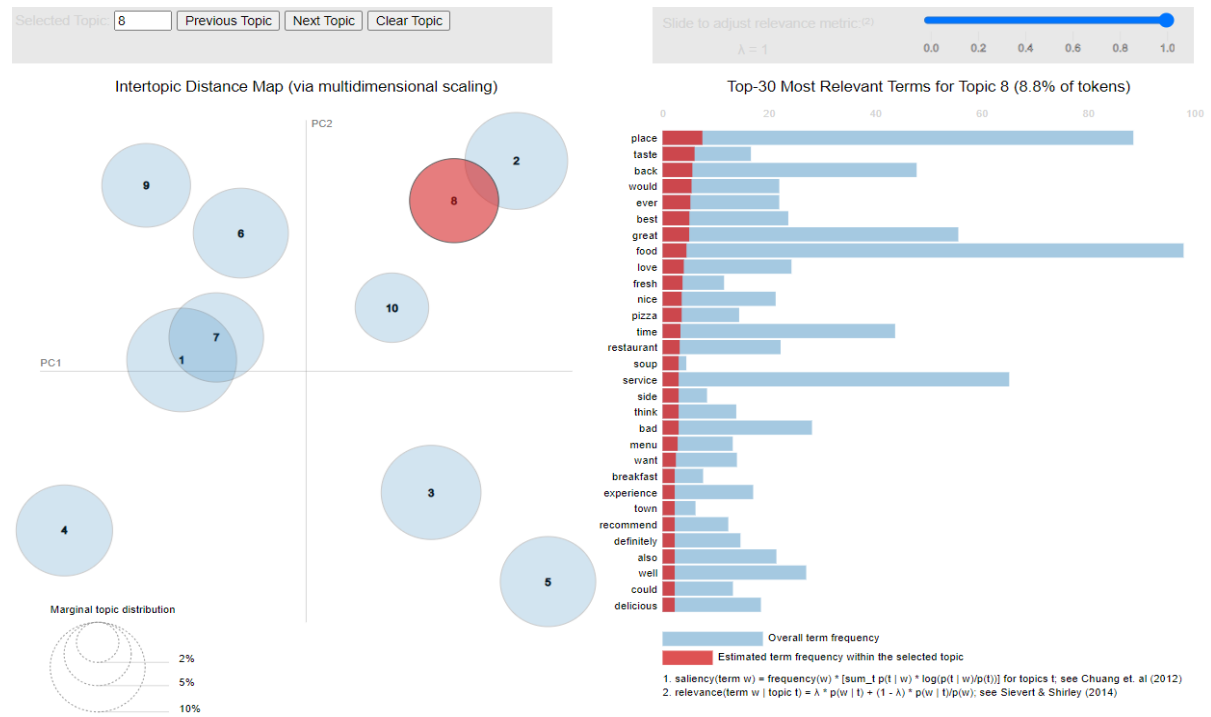 Selected Topic: 8 Previous Topic Next Topic Clear Topic
Slide to adjust relevance metric:(2)
λ = 1
0.0 0.2 0.4 0.6 0.8 1.0
Intertopic Distance Map (via multidimensional scaling)
PC2
2
9
8
6
10
7
1
PC1
3
4
5
Marginal topic distribution
2%
5%
10%
Top-30 Most Relevant Terms for Topic 8 (8.8% of tokens)
0 20 40 60 80 100
place
taste
back
would
ever
best
great
food
love
fresh
nice
pizza
time
restaurant
soup
service
side
think
bad
menu
want
breakfast
experience
town
recommend
definitely
also
well
could
delicious
Overall term frequency
Estimated term frequency within the selected topic
1. saliency(term w) = frequency(w) * [sum_t p(t | w) * log(p(t | w)/p(t))] for topics t; see Chuang et. al (2012)
2. relevance(term w | topic t) = λ * p(w | t) + (1 - λ) * p(w | t)/p(w); see Sievert & Shirley (2014)